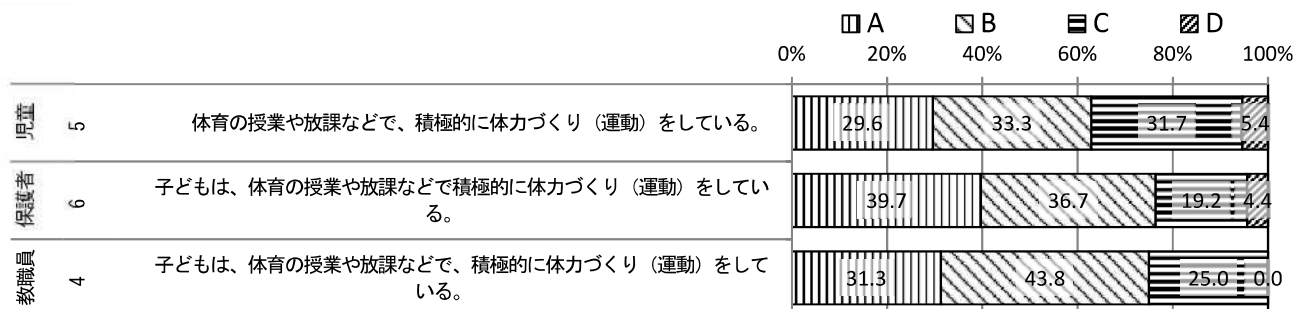 A B C D
0% 20% 40% 60% 80% 100%
児童 5 体育の授業や放課などで、積極的に体力づくり（運動）をしている。 29.6 33.3 31.7 5.4
保護者 6 子どもは、体育の授業や放課などで積極的に体力づくり（運動）をしてい
る。 39.7 36.7 19.2 4.4
教職員 4 子どもは、体育の授業や放課などで、積極的に体力づくり（運動）をして
いる。 31.3 43.8 25.0 0.0